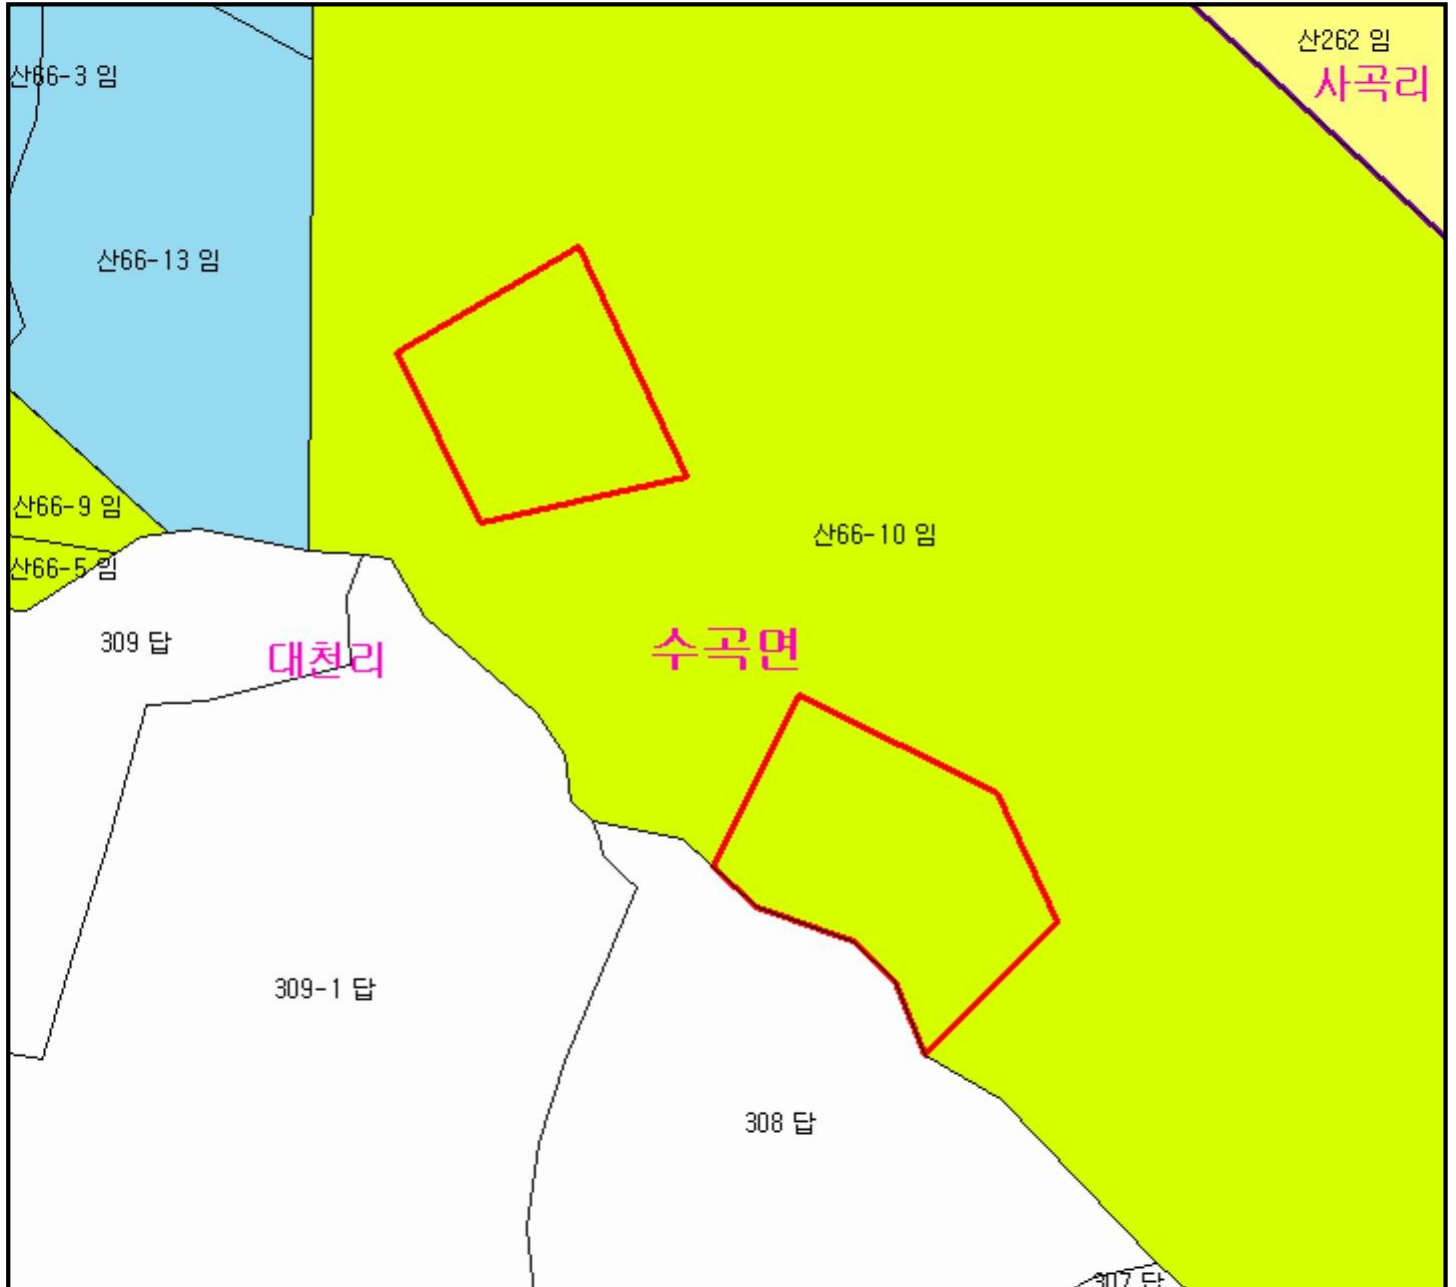 산262 임
사곡리
산66-3 임
산66-13 임
산66-9 임
산66-10 임
산66-5 임
309 답
대천리
수곡면
309-1 답
308 답
307 답